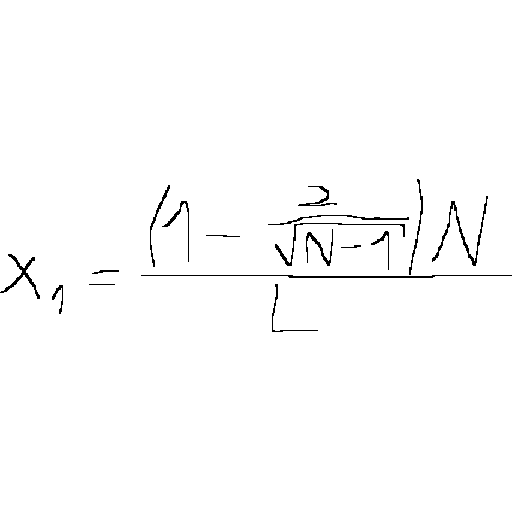 x_1 = \frac{(1 - \frac{2}{\sqrt{N-1}})N}{L}